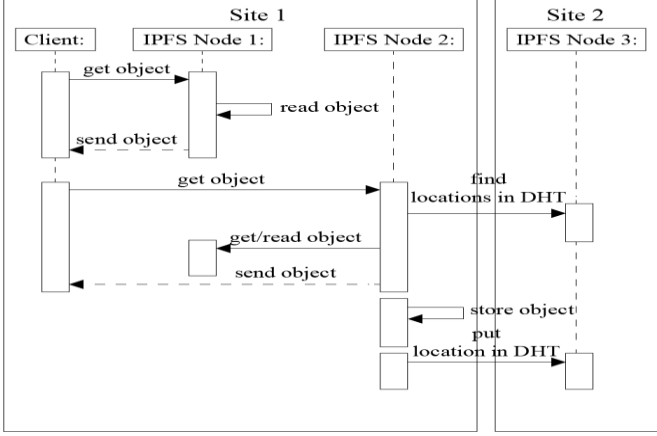 Site 1
Site 2
Client:
IPFS Node 1:
IPFS Node 2:
IPFS Node 3:
get object
read object
send object
get object
find
locations in DHT
get/read object
send object
store object
put
location in DHT